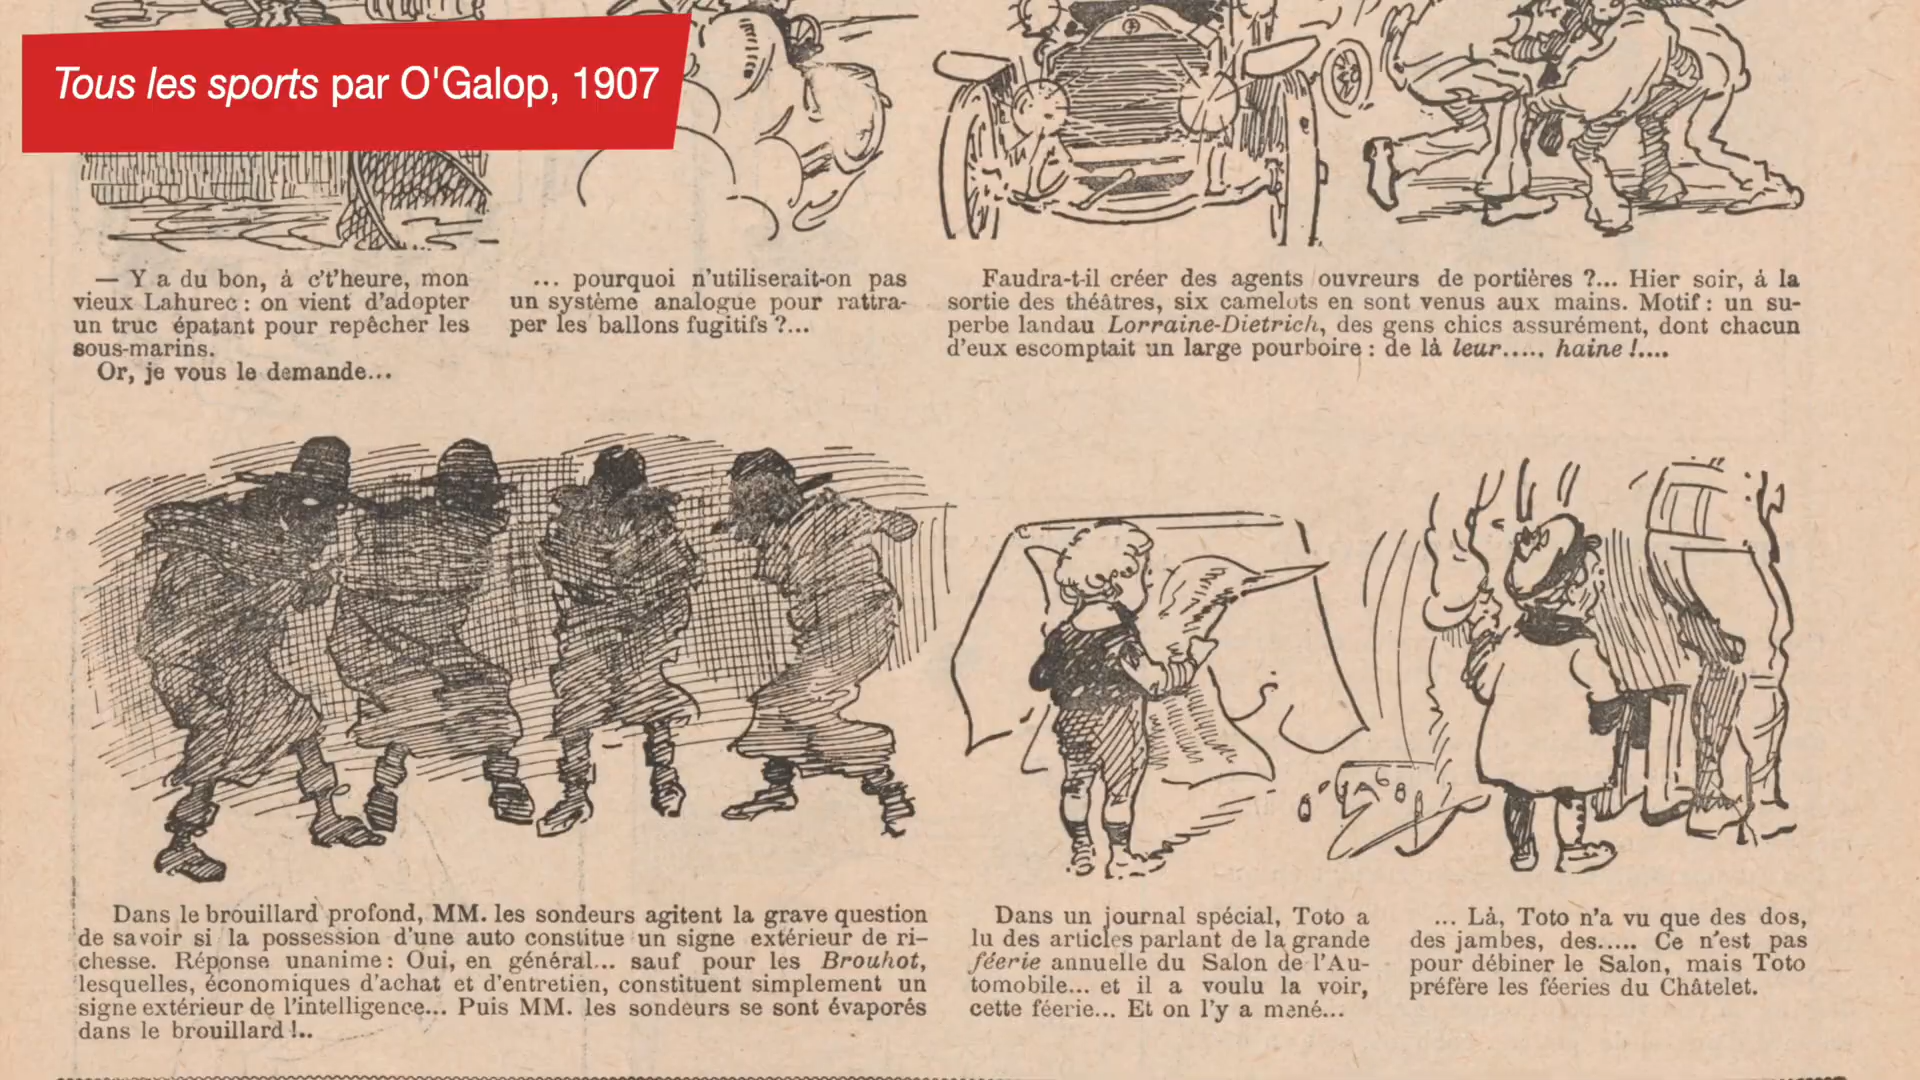 Tous les sports par O'Galop, 1907
— Y a du bon, à c't'heure, mon
vieux Lahurec : on vient d'adopter
un truc épatant pour repêcher les
sous-marins.
Or, je vous le demande...
... pourquoi n'utiliserait-on pas
un système analogue pour rattra-
per les ballons fugitifs ?...
Faudra-t-il créer des agents ouvreurs de portières ?... Hier soir, à la
sortie des théâtres, six camelots en sont venus aux mains. Motif : un su-
perbe landau Lorraine-Dietrich, des gens chics assurément, dont chacun
d'eux escomptait un large pourboire : de là leur..... haine !....
Dans le brouillard profond, MM. les sondeurs agitent la grave question
de savoir si la possession d'une auto constitue un signe extérieur de ri-
chesse. Réponse unanime : Oui, en général... sauf pour les Brouhot,
lesquelles, économiques d'achat et d'entretien, constituent simplement un
signe extérieur de l'intelligence... Puis MM. les sondeurs se sont évaporés
dans le brouillard !..
Dans un journal spécial, Toto a
lu des articles parlant de la grande
féerie annuelle du Salon de l'Au-
tomobile... et il a voulu la voir,
cette féerie... Et on l'y a mené...
... Là, Toto n'a vu que des dos,
des jambes, des..... Ce n'est pas
pour débiner le Salon, mais Toto
préfère les féeries du Châtelet.